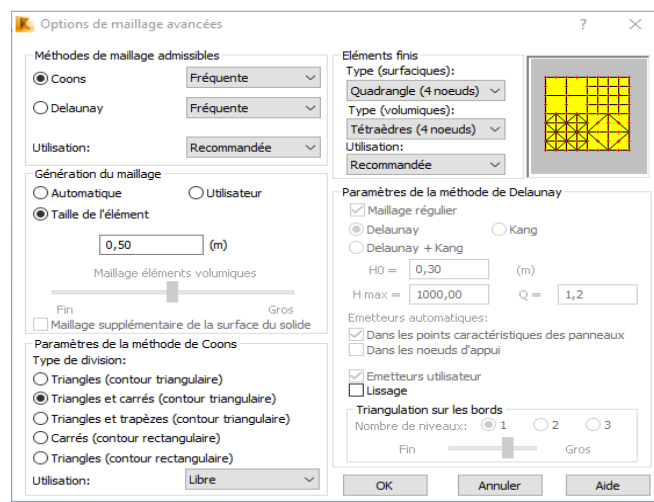 Options de maillage avancées
?
Méthodes de maillage admissibles
Coons
Fréquente
Delaunay
Fréquente
Utilisation:
Recommandée
Génération du maillage
Automatique
Utilisateur
Taille de l'élément
0,50
(m)
Maillage éléments volumiques
Fin
Gros
Maillage supplémentaire de la surface du solide
Paramètres de la méthode de Coons
Type de division:
Triangles (contour triangulaire)
Triangles et carrés (contour triangulaire)
Triangles et trapèzes (contour triangulaire)
Carrés (contour rectangulaire)
Triangles (contour rectangulaire)
Utilisation:
Libre
Eléments finis
Type (surfaciques):
Quadrangle (4 noeuds)
Type (volumiques):
Tétraèdres (4 noeuds)
Utilisation:
Recommandée
Paramètres de la méthode de Delaunay
Maillage régulier
Delaunay
Kang
Delaunay + Kang
H0 =
0,30
(m)
H max =
1000,00
Q =
1,2
Emetteurs automatiques:
Dans les points caractéristiques des panneaux
Dans les noeuds d'appui
Emetteurs utilisateur
Lissage
Triangulation sur les bords
Nombre de niveaux:
1
2
3
Fin
Gros
OK
Annuler
Aide